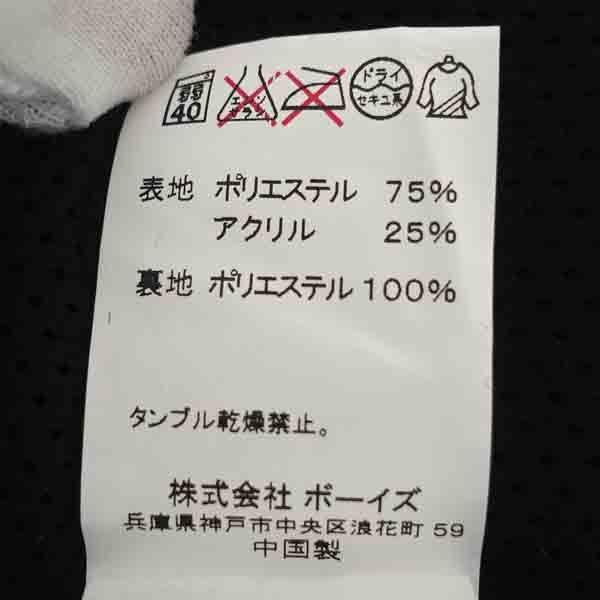 弱 40 エンソ サラシ ドライ セキユ系
表地 ポリエステル 75%
アクリル 25%
裏地 ポリエステル 100%
タンブル乾燥禁止。
株式会社 ボーイズ
兵庫県神戸市中央区浪花町 59
中国製